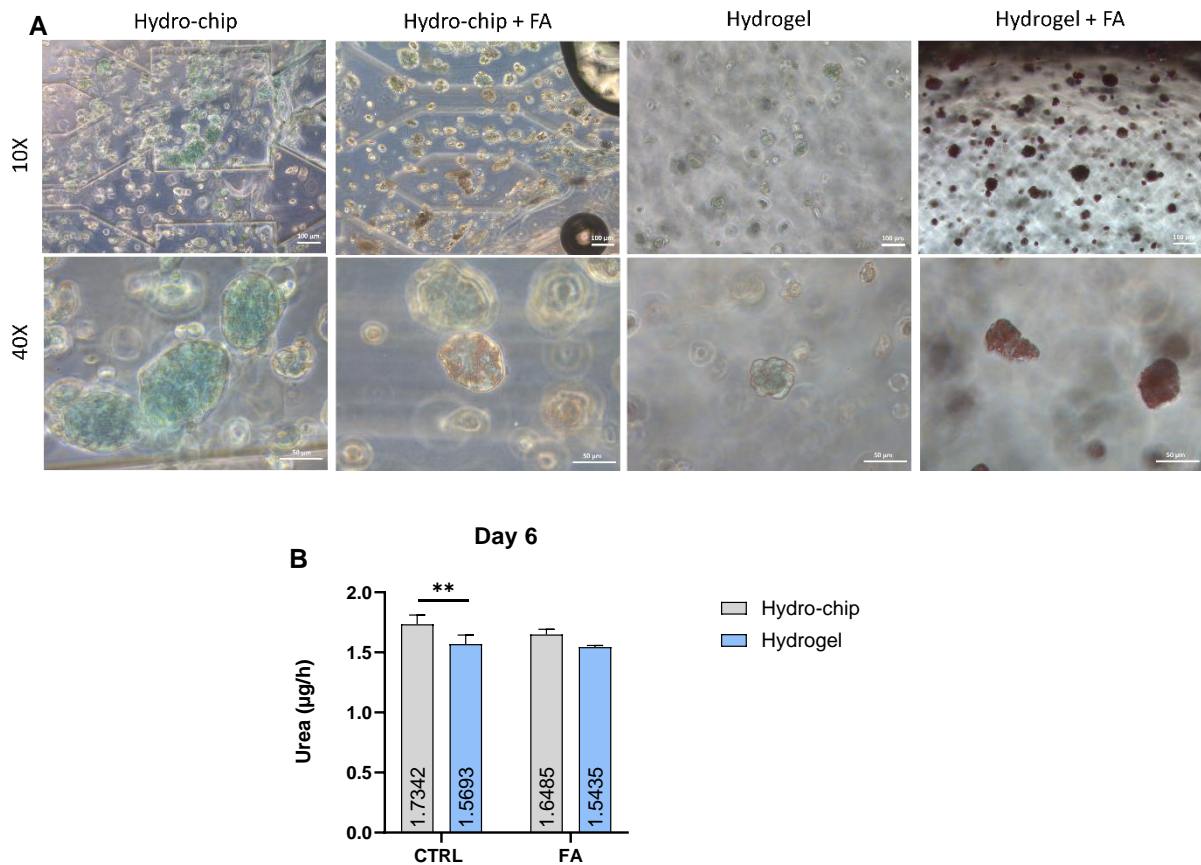 A
Hydro-chip
Hydro-chip + FA
Hydrogel
Hydrogel + FA
10X
100 µm
100 µm
100 µm
100 µm
40X
50 µm
50 µm
50 µm
50 µm
B
Day 6
Urea (µg/h)
2.0
1.5
1.0
0.5
0.0
**
1.7342
1.5693
1.6485
1.5435
CTRL
FA
Hydro-chip
Hydrogel